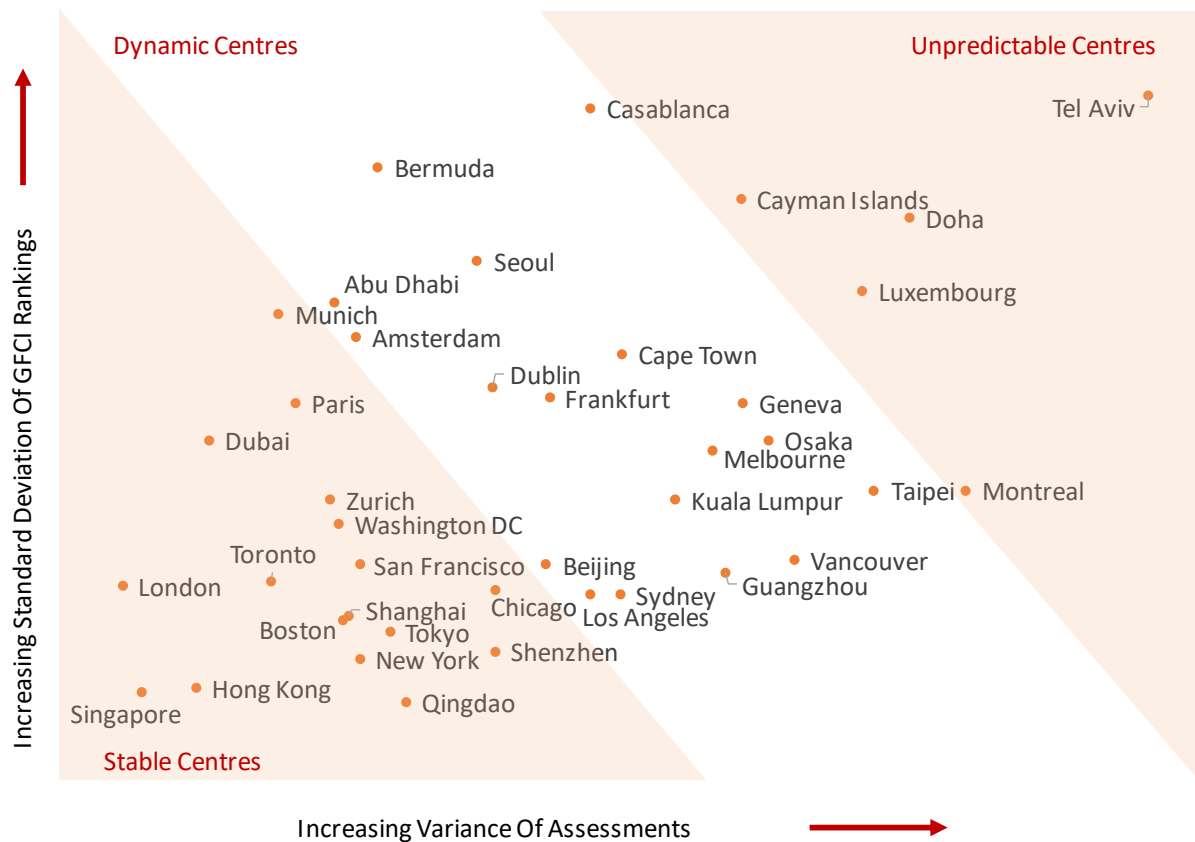 Dynamic Centres
Unpredictable Centres
Casablanca
Tel Aviv
Bermuda
Cayman Islands
Doha
Seoul
Abu Dhabi
Luxembourg
Munich
Amsterdam
Cape Town
Dublin
Frankfurt
Paris
Geneva
Dubai
Osaka
Melbourne
Zurich
Kuala Lumpur
Taipei
Montreal
Washington DC
Toronto
San Francisco
Beijing
Vancouver
London
Guangzhou
Chicago
Sydney
Shanghai
Los Angeles
Boston
Tokyo
New York
Shenzhen
Hong Kong
Qingdao
Singapore
Stable Centres
Increasing Standard Deviation Of GFCI Rankings
Increasing Variance Of Assessments